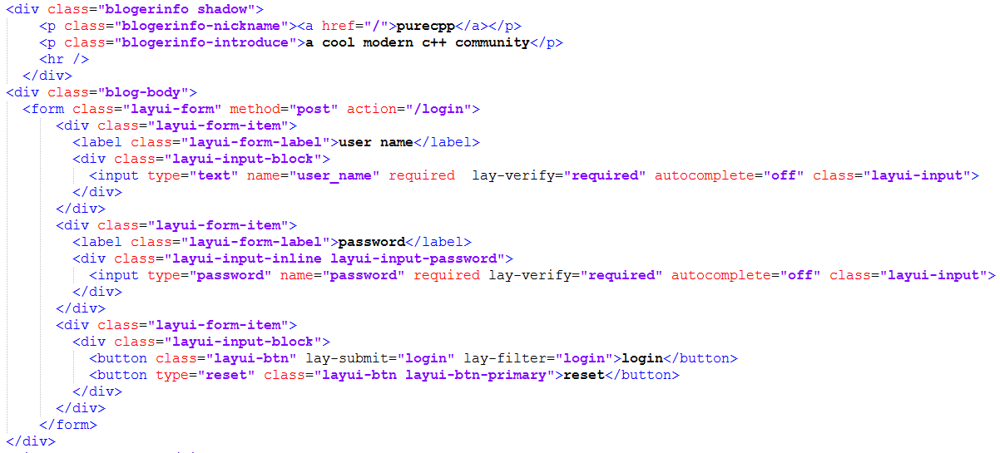 <div class="blogerinfo shadow">
<p class="blogerinfo-nickname"><a href="/">purecpp</a></p>
<p class="blogerinfo-introduce">a cool modern c++ community</p>
<hr />
</div>
<div class="blog-body">
<form class="layui-form" method="post" action="/login">
<div class="layui-form-item">
<label class="layui-form-label">user name</label>
<div class="layui-input-block">
<input type="text" name="user_name" required  lay-verify="required" autocomplete="off" class="layui-input">
</div>
</div>
<div class="layui-form-item">
<label class="layui-form-label">password</label>
<div class="layui-input-inline layui-input-password">
<input type="password" name="password" required lay-verify="required" autocomplete="off" class="layui-input">
</div>
</div>
<div class="layui-form-item">
<div class="layui-input-block">
<button class="layui-btn" lay-submit="login" lay-filter="login">login</button>
<button type="reset" class="layui-btn layui-btn-primary">reset</button>
</div>
</div>
</form>
</div>